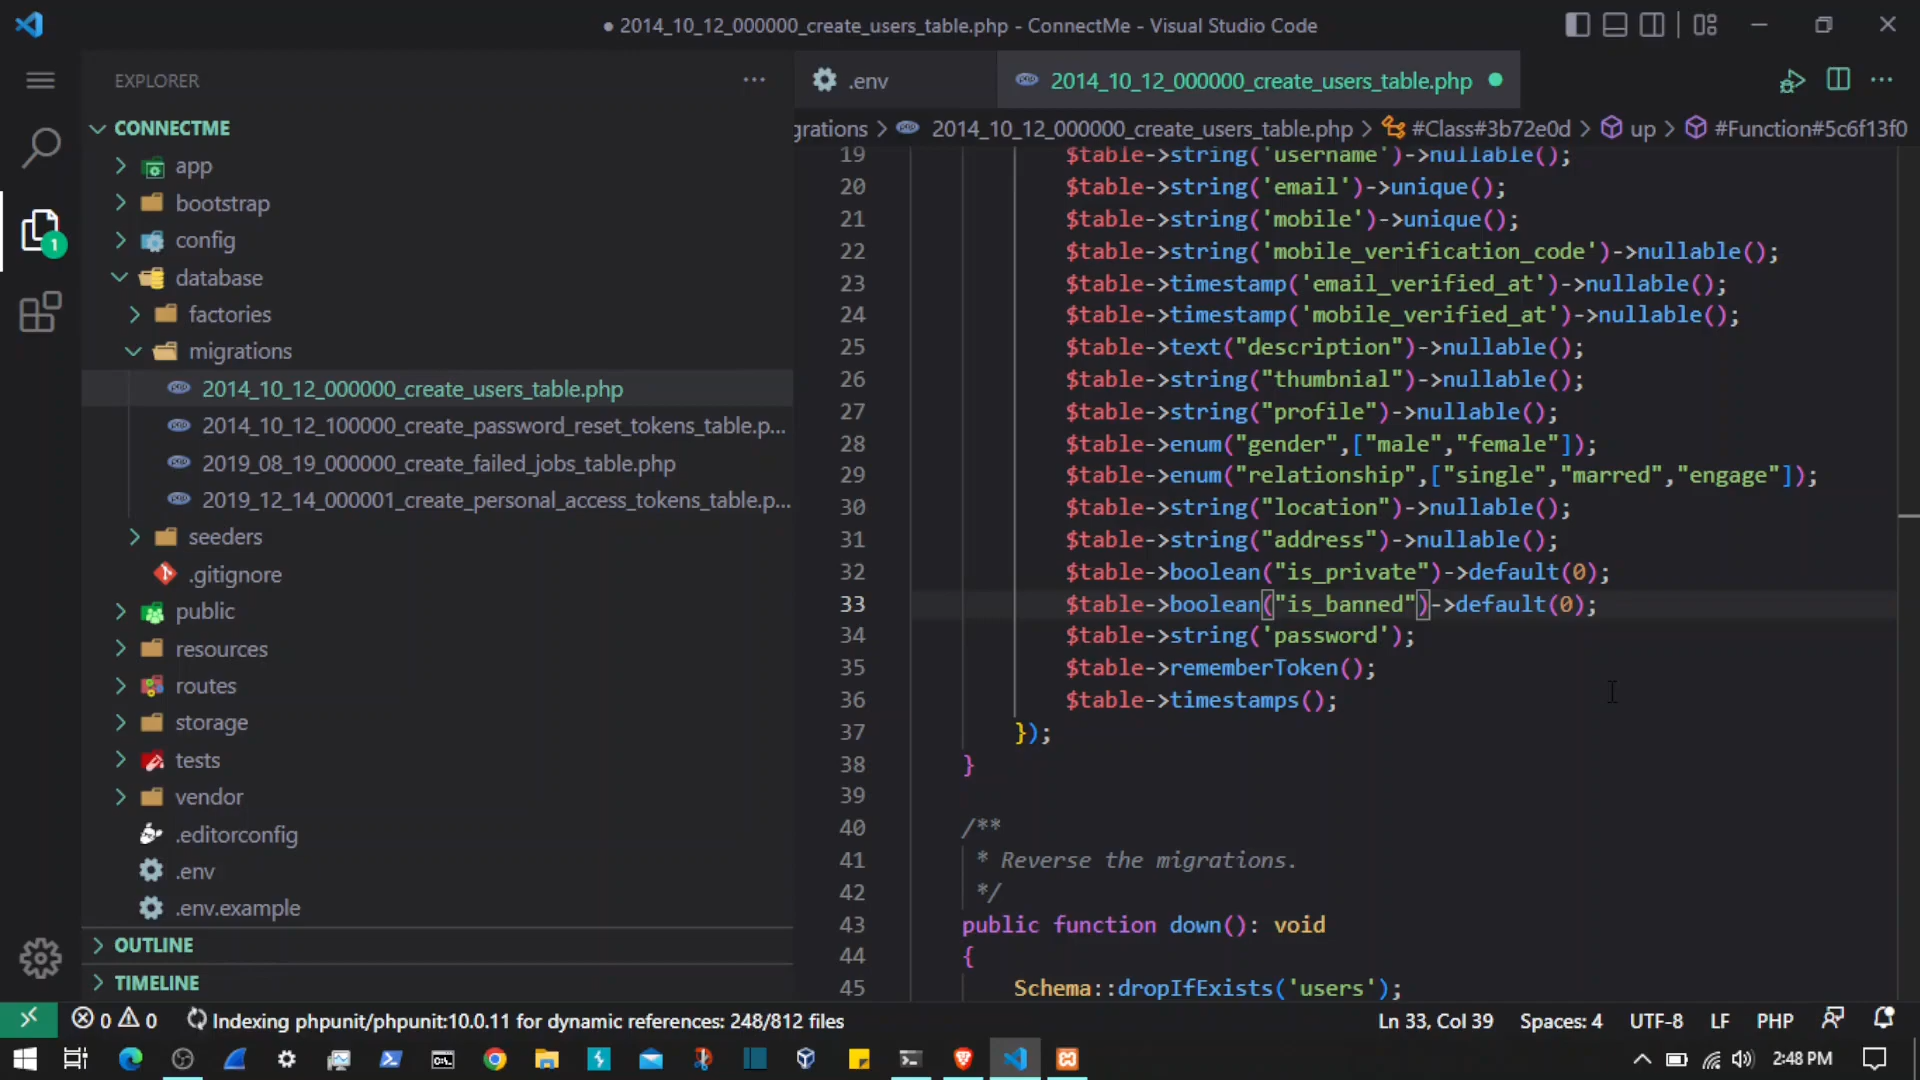 ● 2014_10_12_000000_create_users_table.php - ConnectMe - Visual Studio Code
EXPLORER
CONNECTME
app
bootstrap
config
database
factories
migrations
2014_10_12_000000_create_users_table.php
2014_10_12_100000_create_password_reset_tokens_table.p...
2019_08_19_000000_create_failed_jobs_table.php
2019_12_14_000001_create_personal_access_tokens_table.p...
seeders
.gitignore
public
resources
routes
storage
tests
vendor
.editorconfig
.env
.env.example
OUTLINE
TIMELINE
1
.env
2014_10_12_000000_create_users_table.php ●
grations > 2014_10_12_000000_create_users_table.php > #Class#3b72e0d > up > #Function#5c6f13f0
19 $table->string('username')->nullable();
20 $table->string('email')->unique();
21 $table->string('mobile')->unique();
22 $table->string('mobile_verification_code')->nullable();
23 $table->timestamp('email_verified_at')->nullable();
24 $table->timestamp('mobile_verified_at')->nullable();
25 $table->text("description")->nullable();
26 $table->string("thumbnial")->nullable();
27 $table->string("profile")->nullable();
28 $table->enum("gender",["male","female"]);
29 $table->enum("relationship",["single","marred","engage"]);
30 $table->string("location")->nullable();
31 $table->string("address")->nullable();
32 $table->boolean("is_private")->default(0);
33 $table->boolean("is_banned")->default(0);
34 $table->string('password');
35 $table->rememberToken();
36 $table->timestamps();
37 });
38 }
39
40 /**
41 * Reverse the migrations.
42 */
43 public function down(): void
44 {
45 Schema::dropIfExists('users');
0 0 Indexing phpunit/phpunit:10.0.11 for dynamic references: 248/812 files
Ln 33, Col 39 Spaces: 4 UTF-8 LF PHP
2:48 PM